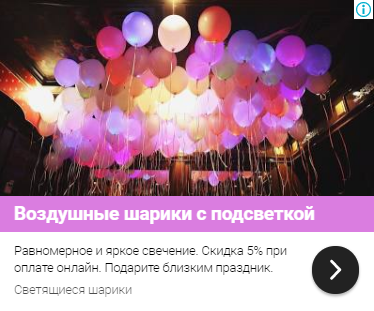 Воздушные шарики с подсветкой
Равномерное и яркое свечение. Скидка 5% при
оплате онлайн. Подарите близким праздник.
Светящиеся шарики